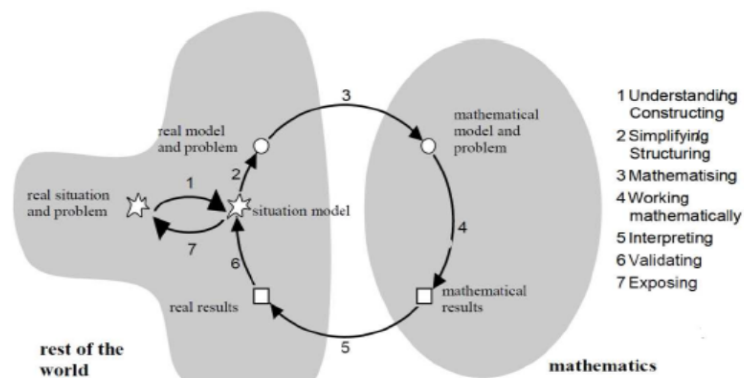 3
real model
and problem
mathematical
model and
problem
1 Understanding
Constructing
2 Simplifying
Structuring
3 Mathematising
4 Working
mathematically
5 Interpreting
6 Validating
7 Exposing
1
2
real situation
and problem
situation model
7
4
6
real results
mathematical
results
5
rest of the
world
mathematics